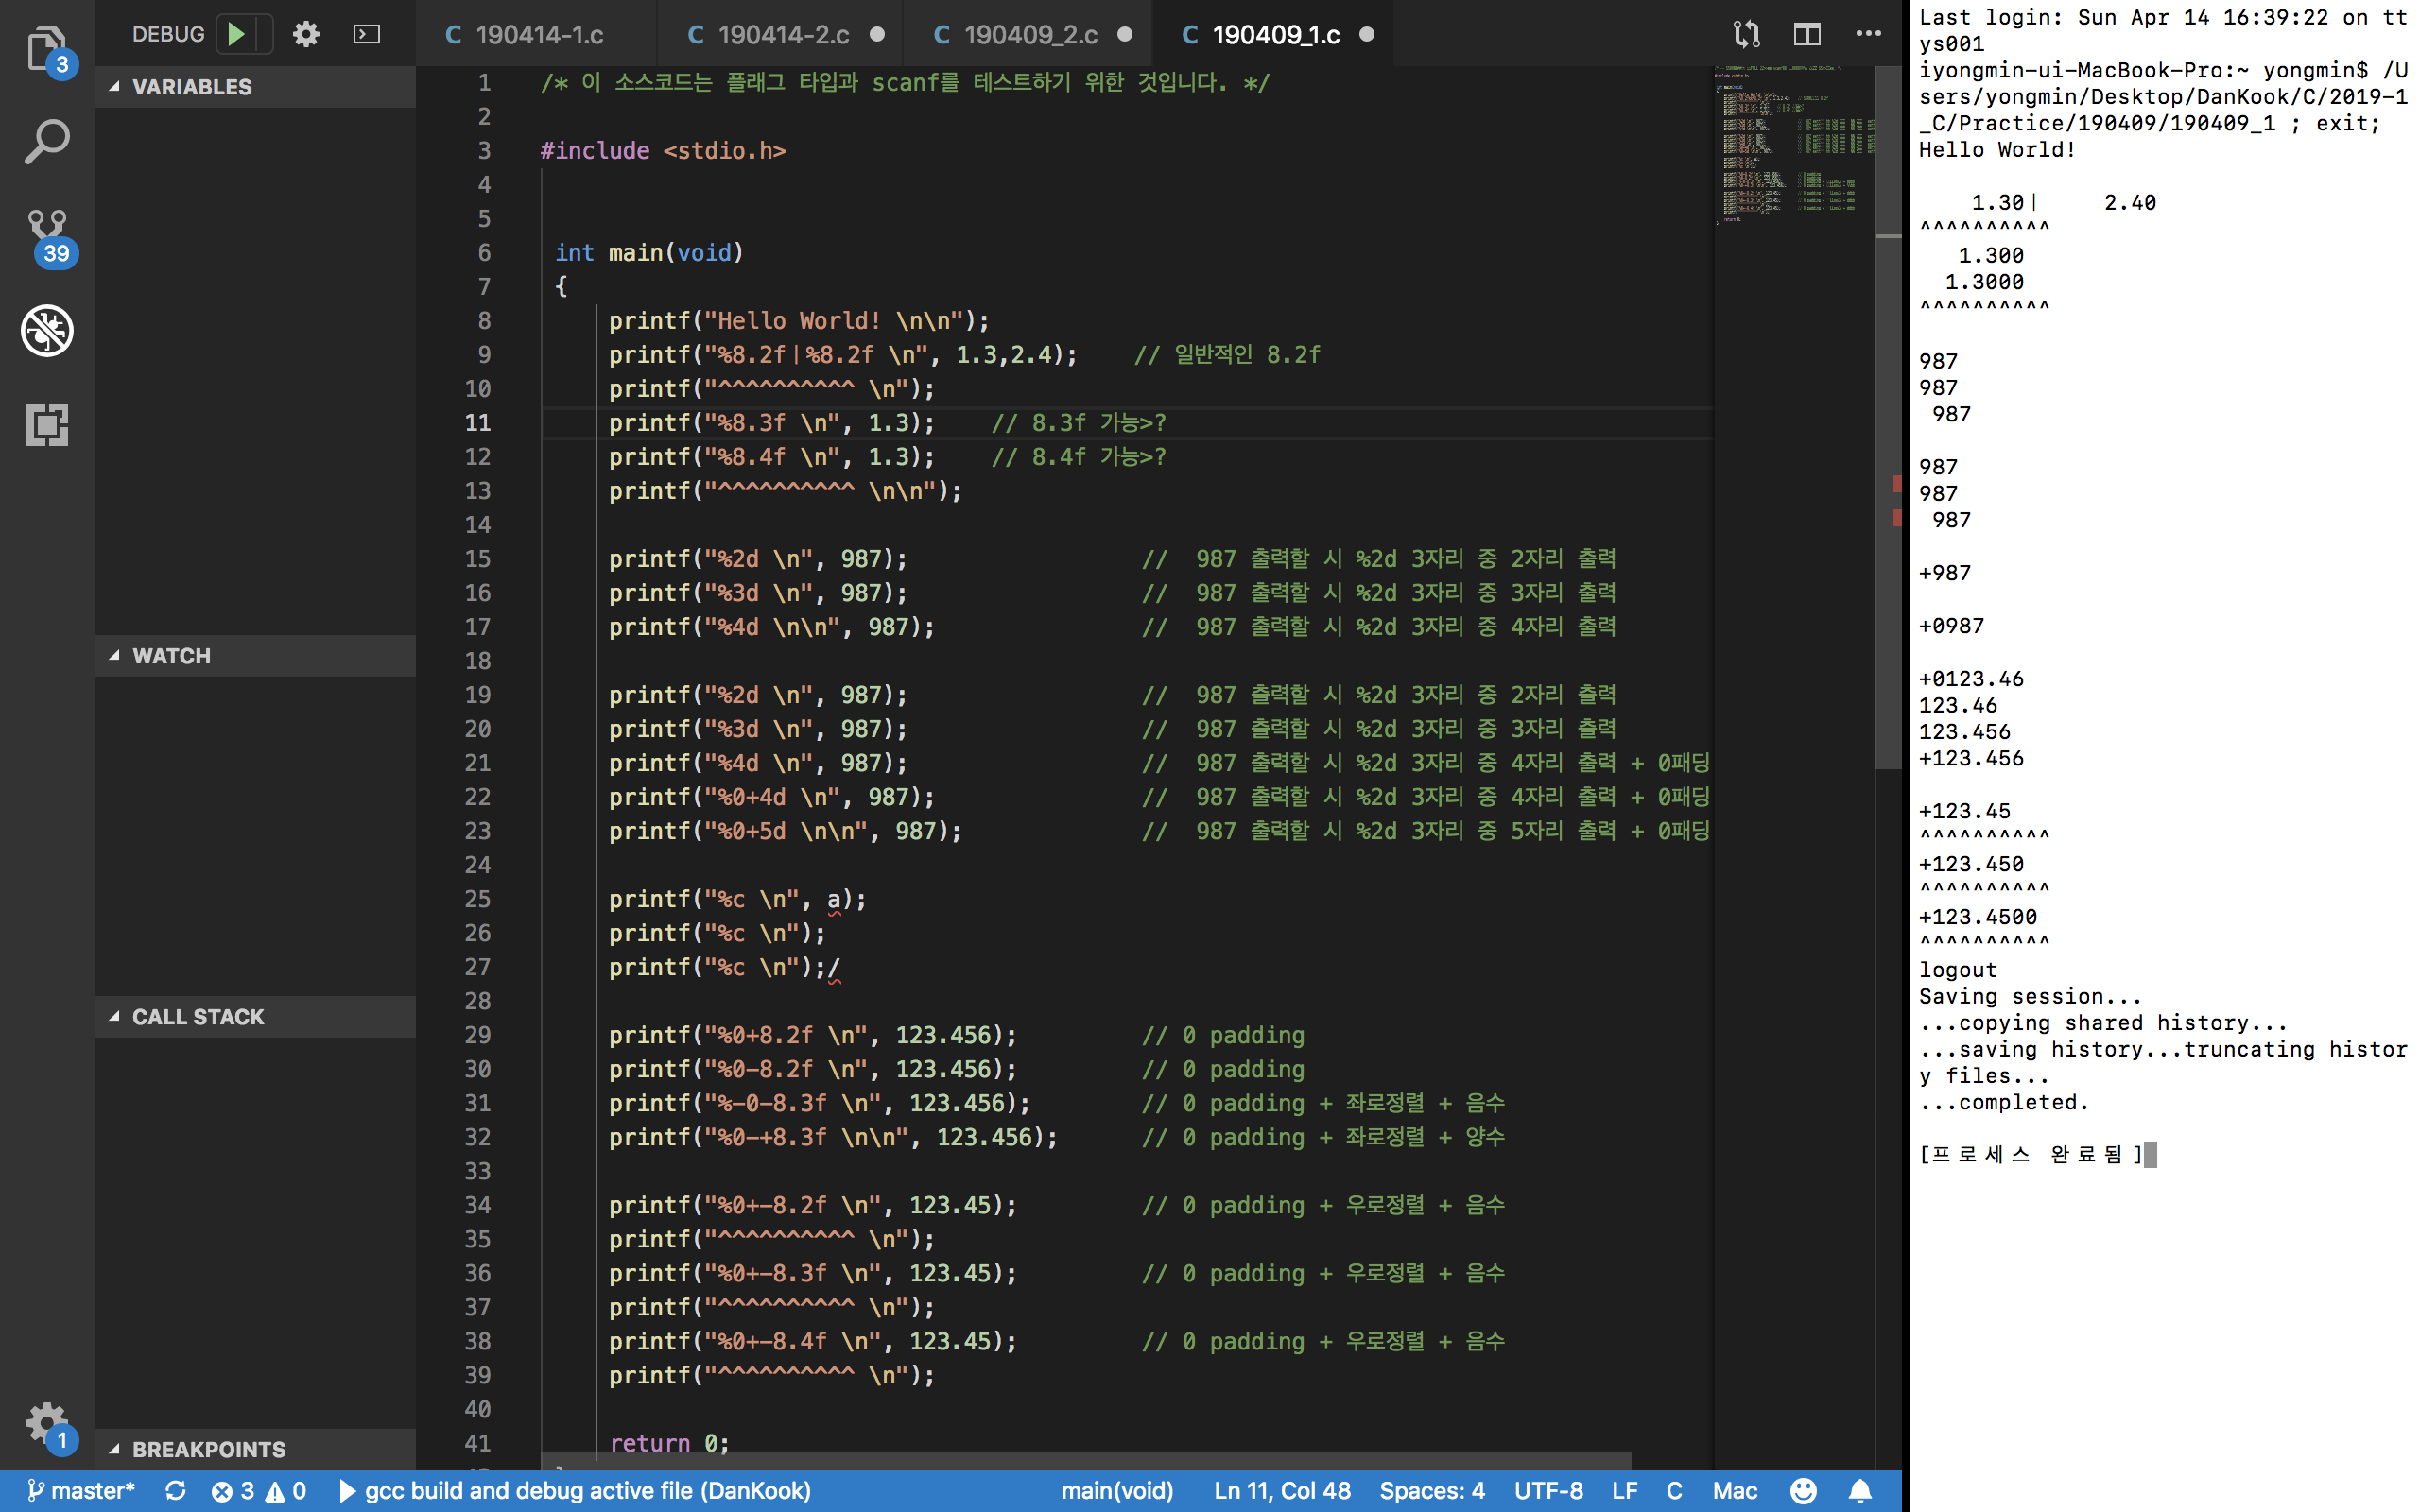 DEBUG
190414-1.c
190414-2.c
190409_2.c
190409_1.c
3
39
1
VARIABLES
WATCH
CALL STACK
BREAKPOINTS
1 /* 이 소스코드는 플래그 타입과 scanf를 테스트하기 위한 것입니다. */
2
3 #include <stdio.h>
4
5
6 int main(void)
7 {
8 printf("Hello World! \n\n");
9 printf("%8.2f|%8.2f \n", 1.3,2.4); // 일반적인 8.2f
10 printf("^^^^^^^^^^ \n");
11 printf("%8.3f \n", 1.3); // 8.3f 가능>?
12 printf("%8.4f \n", 1.3); // 8.4f 가능>?
13 printf("^^^^^^^^^^ \n\n");
14
15 printf("%2d \n", 987); // 987 출력할 시 %2d 3자리 중 2자리 출력
16 printf("%3d \n", 987); // 987 출력할 시 %2d 3자리 중 3자리 출력
17 printf("%4d \n\n", 987); // 987 출력할 시 %2d 3자리 중 4자리 출력
18
19 printf("%2d \n", 987); // 987 출력할 시 %2d 3자리 중 2자리 출력
20 printf("%3d \n", 987); // 987 출력할 시 %2d 3자리 중 3자리 출력
21 printf("%4d \n", 987); // 987 출력할 시 %2d 3자리 중 4자리 출력 + 0패딩
22 printf("%0+4d \n", 987); // 987 출력할 시 %2d 3자리 중 4자리 출력 + 0패딩
23 printf("%0+5d \n\n", 987); // 987 출력할 시 %2d 3자리 중 5자리 출력 + 0패딩
24
25 printf("%c \n", a);
26 printf("%c \n");
27 printf("%c \n");/
28
29 printf("%0+8.2f \n", 123.456); // 0 padding
30 printf("%0-8.2f \n", 123.456); // 0 padding
31 printf("%-0-8.3f \n", 123.456); // 0 padding + 좌로정렬 + 음수
32 printf("%0-+8.3f \n\n", 123.456); // 0 padding + 좌로정렬 + 양수
33
34 printf("%0+-8.2f \n", 123.45); // 0 padding + 우로정렬 + 음수
35 printf("^^^^^^^^^^ \n");
36 printf("%0+-8.3f \n", 123.45); // 0 padding + 우로정렬 + 음수
37 printf("^^^^^^^^^^ \n");
38 printf("%0+-8.4f \n", 123.45); // 0 padding + 우로정렬 + 음수
39 printf("^^^^^^^^^^ \n");
40
41 return 0;
master* 3 0 gcc build and debug active file (DanKook) main(void) Ln 11, Col 48 Spaces: 4 UTF-8 LF C Mac
Last login: Sun Apr 14 16:39:22 on tt
ys001
iyongmin-ui-MacBook-Pro:~ yongmin$ /U
sers/yongmin/Desktop/DanKook/C/2019-1
_C/Practice/190409/190409_1 ; exit;
Hello World!
1.30| 2.40
^^^^^^^^^^
1.300
1.3000
^^^^^^^^^^
987
987
987
987
987
987
+987
+0987
+0123.46
123.46
123.456
+123.456
+123.45
^^^^^^^^^^
+123.450
^^^^^^^^^^
+123.4500
^^^^^^^^^^
logout
Saving session...
...copying shared history...
...saving history...truncating histor
y files...
...completed.
[프로세스 완료됨]